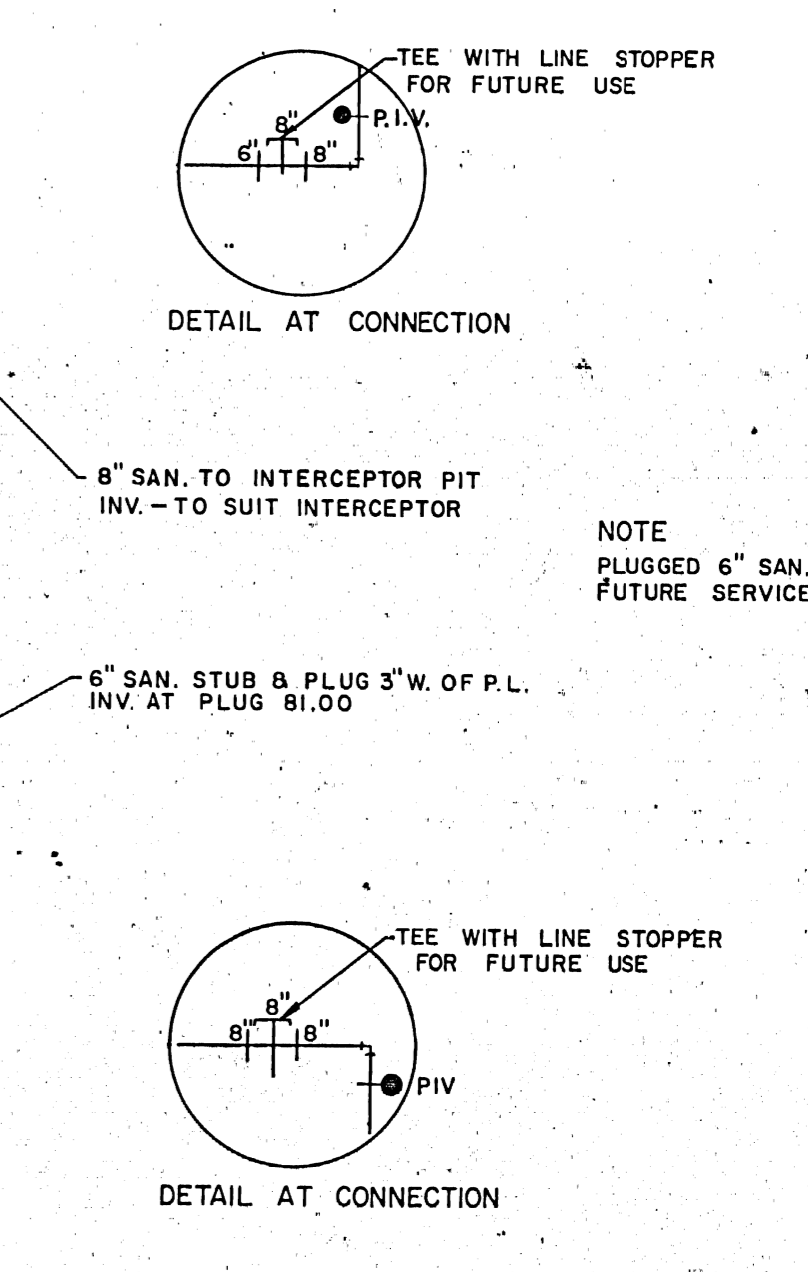 TEE WITH LINE STOPPER
FOR FUTURE USE
P.I.V.
8"
6" 8"
DETAIL AT CONNECTION
8" SAN. TO INTERCEPTOR PIT
INV. - TO SUIT INTERCEPTOR
NOTE
PLUGGED 6" SAN.
FUTURE SERVICE
6" SAN. STUB & PLUG 3" W. OF P.L.
INV. AT PLUG 81.00
TEE WITH LINE STOPPER
FOR FUTURE USE
8"
8" 8"
PIV
DETAIL AT CONNECTION